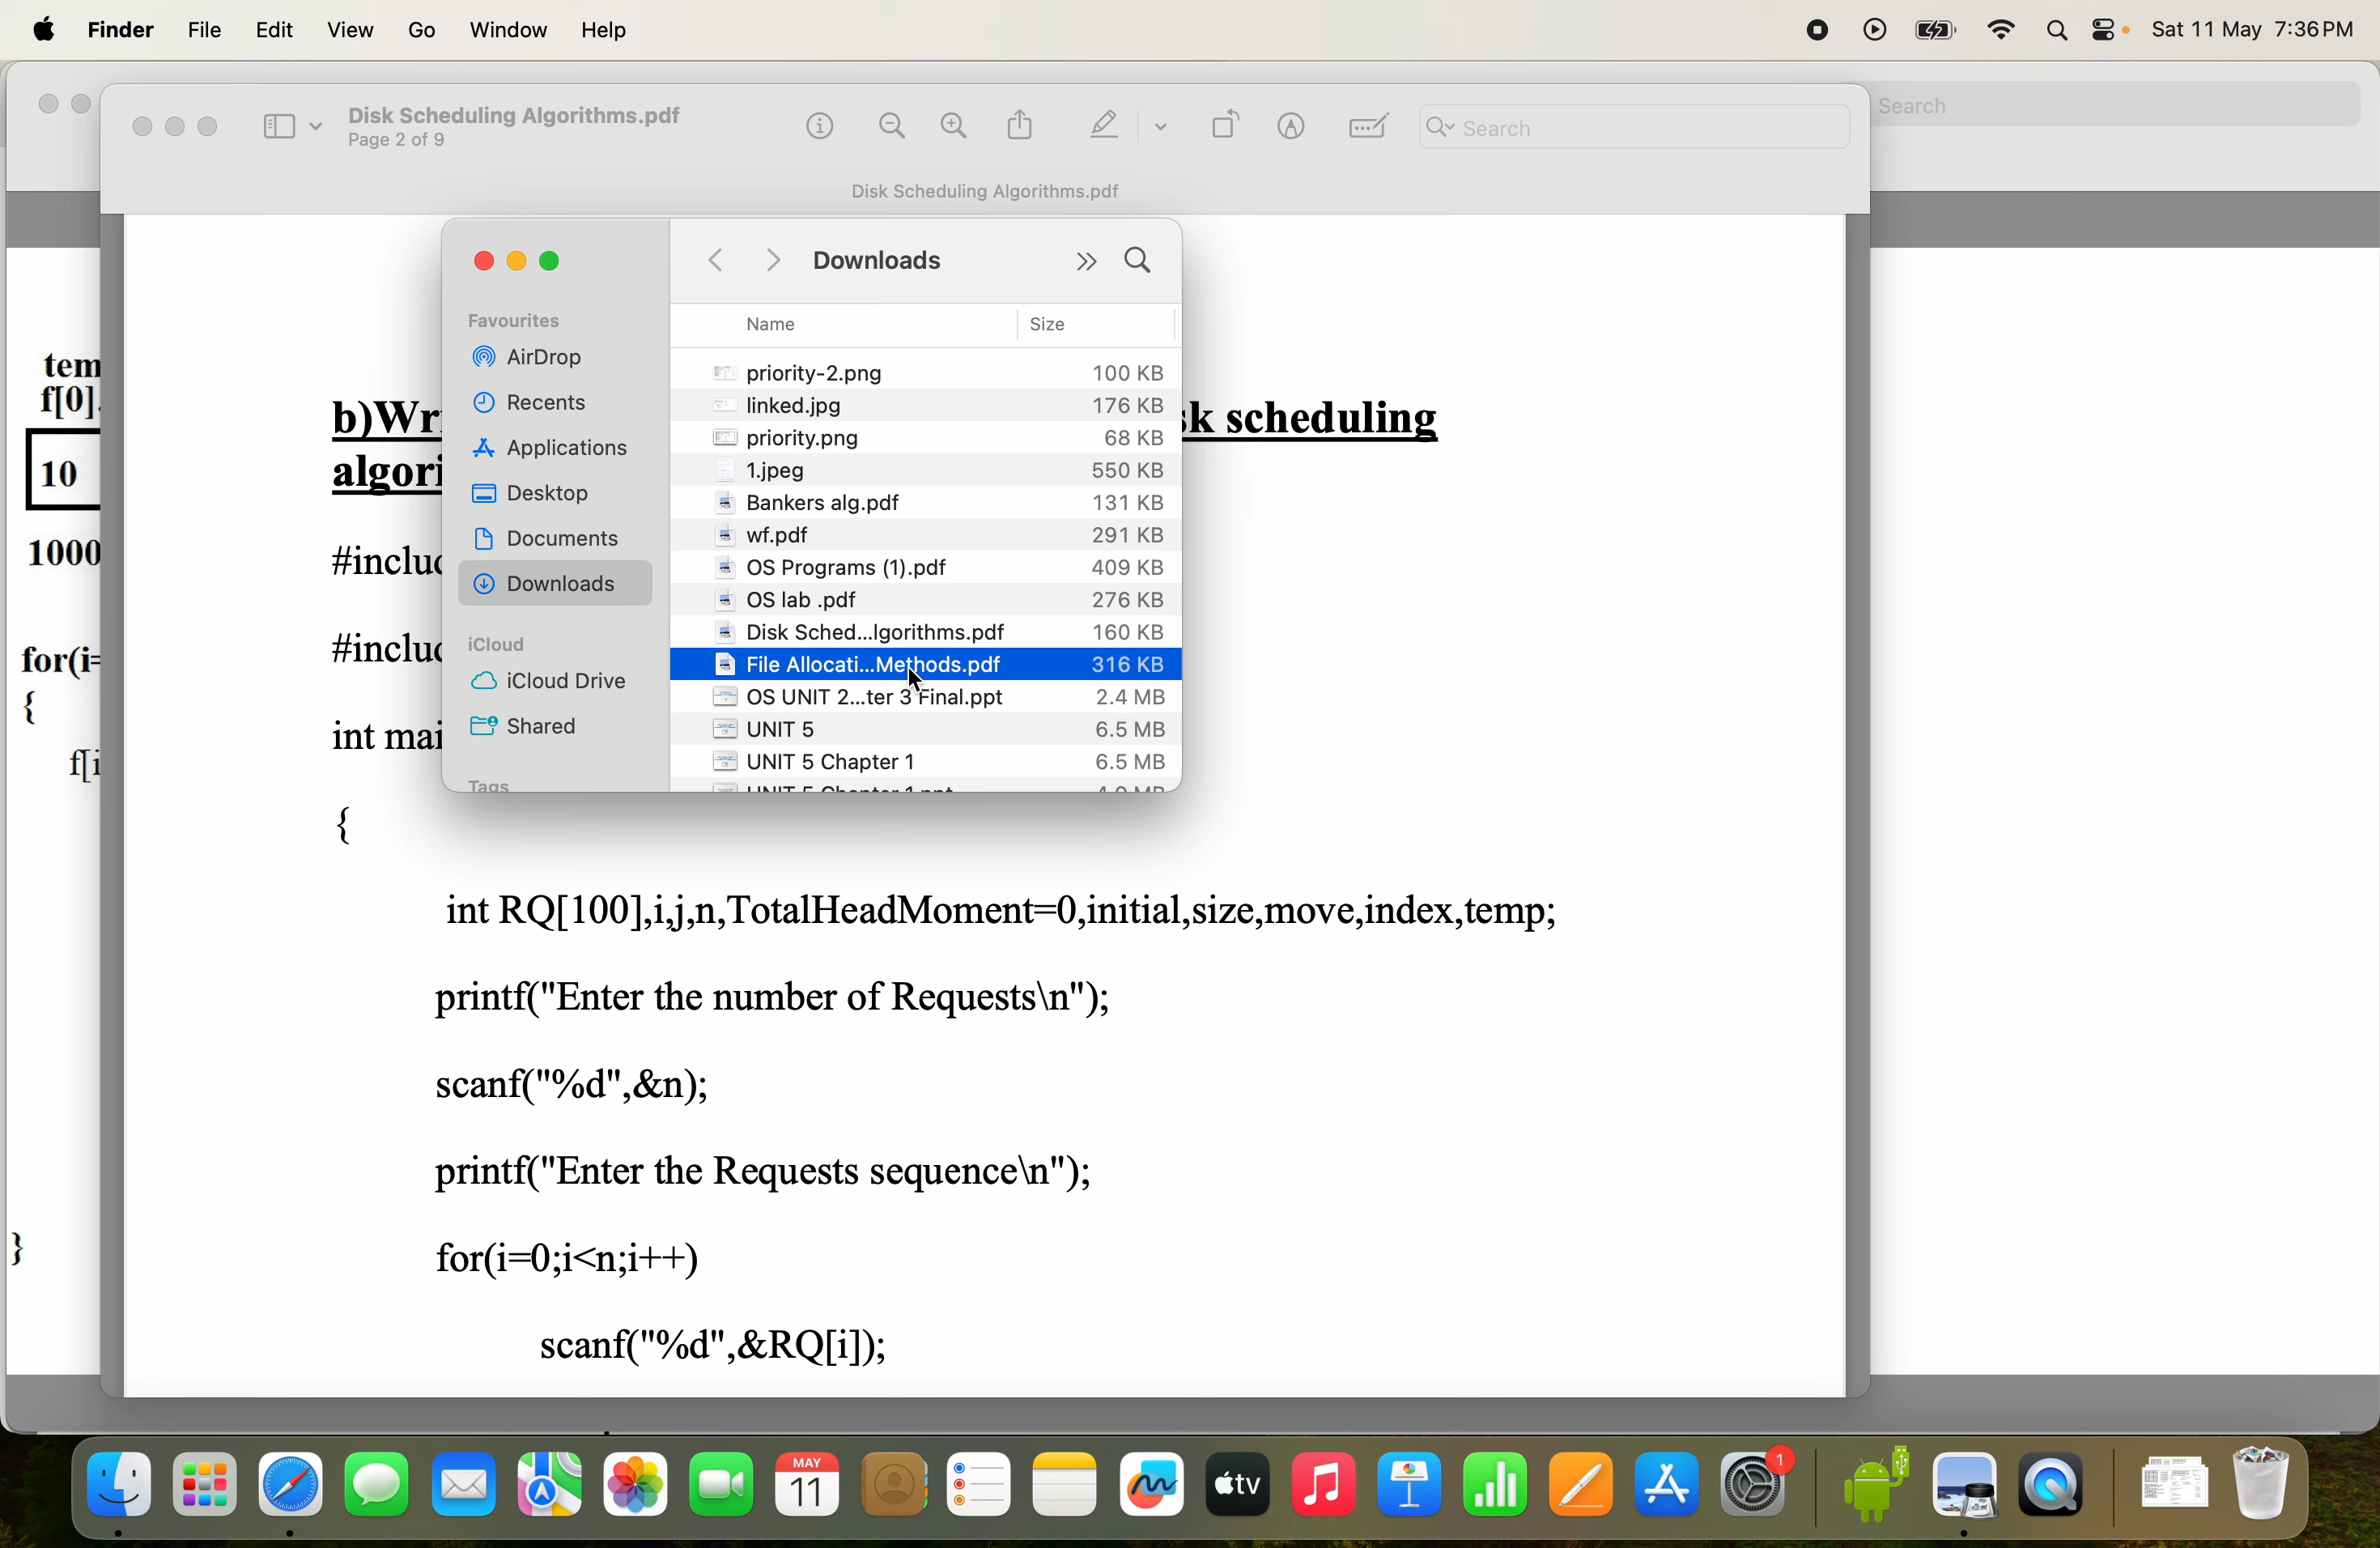 Finder File Edit View Go Window Help
Sat 11 May 7:36 PM
Disk Scheduling Algorithms.pdf
Page 2 of 9
Search
Search
Disk Scheduling Algorithms.pdf
Downloads
Favourites
AirDrop
Recents
Applications
Desktop
Documents
Downloads
iCloud
iCloud Drive
Shared
Tags
Name Size
priority-2.png 100 KB
linked.jpg 176 KB
priority.png 68 KB
1.jpeg 550 KB
Bankers alg.pdf 131 KB
wf.pdf 291 KB
OS Programs (1).pdf 409 KB
OS lab .pdf 276 KB
Disk Sched...lgorithms.pdf 160 KB
File Allocati...Methods.pdf 316 KB
OS UNIT 2...ter 3 Final.ppt 2.4 MB
UNIT 5 6.5 MB
UNIT 5 Chapter 1 6.5 MB
tem
f[0].
10
1000
for(i=
{
f[i
}
b)Wr sk scheduling
algori
#includ
#includ
int mai
{
int RQ[100],i,j,n,TotalHeadMoment=0,initial,size,move,index,temp;
printf("Enter the number of Requests\n");
scanf("%d",&n);
printf("Enter the Requests sequence\n");
for(i=0;i<n;i++)
scanf("%d",&RQ[i]);
MAY
11
tv
1